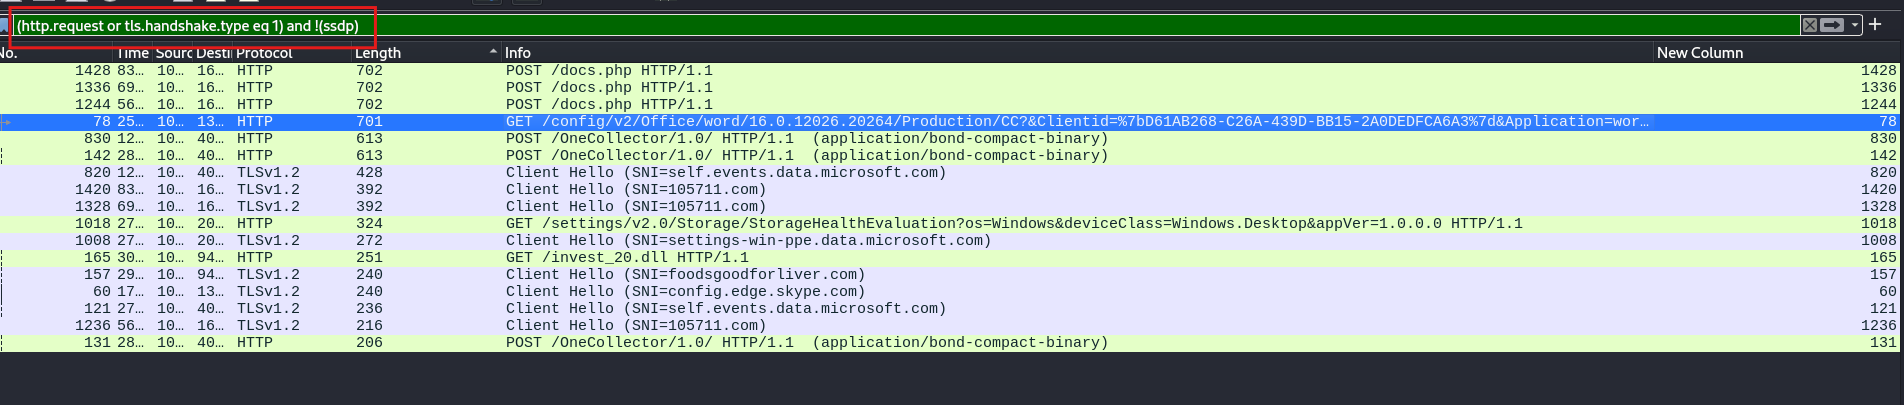 (http.request or tls.handshake.type eq 1) and !(ssdp)
No. Time Sourc Desti Protocol Length Info New Column
1428 83… 10… 16… HTTP 702 POST /docs.php HTTP/1.1 1428
1336 69… 10… 16… HTTP 702 POST /docs.php HTTP/1.1 1336
1244 56… 10… 16… HTTP 702 POST /docs.php HTTP/1.1 1244
78 25… 10… 13… HTTP 701 GET /config/v2/Office/word/16.0.12026.20264/Production/CC?&Clientid=%7bD61AB268-C26A-439D-BB15-2A0DEDFCA6A3%7d&Application=wor… 78
830 12… 10… 40… HTTP 613 POST /OneCollector/1.0/ HTTP/1.1 (application/bond-compact-binary) 830
142 28… 10… 40… HTTP 613 POST /OneCollector/1.0/ HTTP/1.1 (application/bond-compact-binary) 142
820 12… 10… 40… TLSv1.2 428 Client Hello (SNI=self.events.data.microsoft.com) 820
1420 83… 10… 16… TLSv1.2 392 Client Hello (SNI=105711.com) 1420
1328 69… 10… 16… TLSv1.2 392 Client Hello (SNI=105711.com) 1328
1018 27… 10… 20… HTTP 324 GET /settings/v2.0/Storage/StorageHealthEvaluation?os=Windows&deviceClass=Windows.Desktop&appVer=1.0.0.0 HTTP/1.1 1018
1008 27… 10… 20… TLSv1.2 272 Client Hello (SNI=settings-win-ppe.data.microsoft.com) 1008
165 30… 10… 94… HTTP 251 GET /invest_20.dll HTTP/1.1 165
157 29… 10… 94… TLSv1.2 240 Client Hello (SNI=foodsgoodforliver.com) 157
60 17… 10… 13… TLSv1.2 240 Client Hello (SNI=config.edge.skype.com) 60
121 27… 10… 40… TLSv1.2 236 Client Hello (SNI=self.events.data.microsoft.com) 121
1236 56… 10… 16… TLSv1.2 216 Client Hello (SNI=105711.com) 1236
131 28… 10… 40… HTTP 206 POST /OneCollector/1.0/ HTTP/1.1 (application/bond-compact-binary) 131